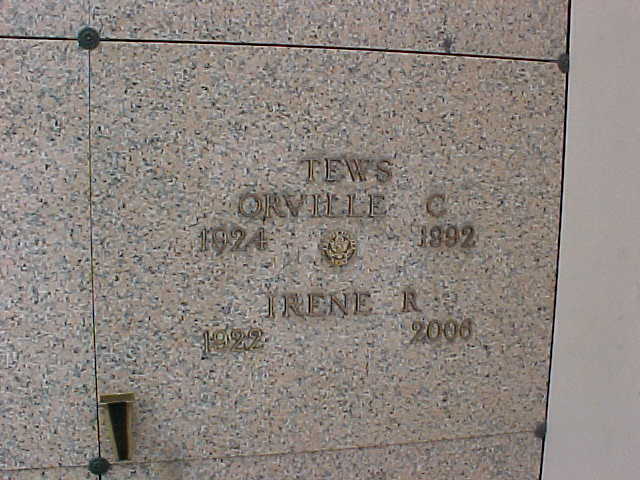 TEWS
ORVILLE C
1924 1992
IRENE R
1922 2006